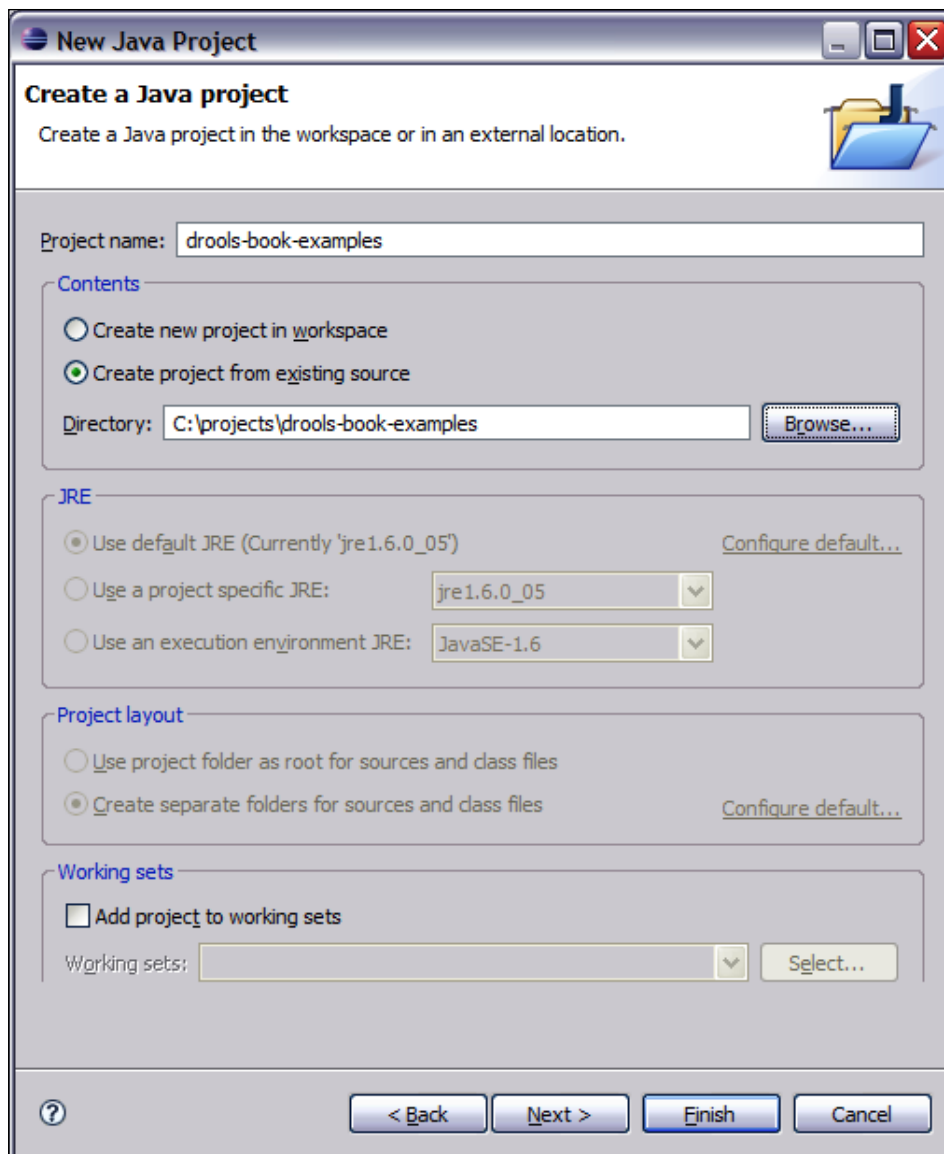 New Java Project
Create a Java project
Create a Java project in the workspace or in an external location.
Project name: drools-book-examples
Contents
Create new project in workspace
Create project from existing source
Directory: C:\projects\drools-book-examples Browse...
JRE
Use default JRE (Currently 'jre1.6.0_05') Configure default...
Use a project specific JRE: jre1.6.0_05
Use an execution environment JRE: JavaSE-1.6
Project layout
Use project folder as root for sources and class files
Create separate folders for sources and class files Configure default...
Working sets
Add project to working sets
Working sets: Select...
? < Back Next > Finish Cancel